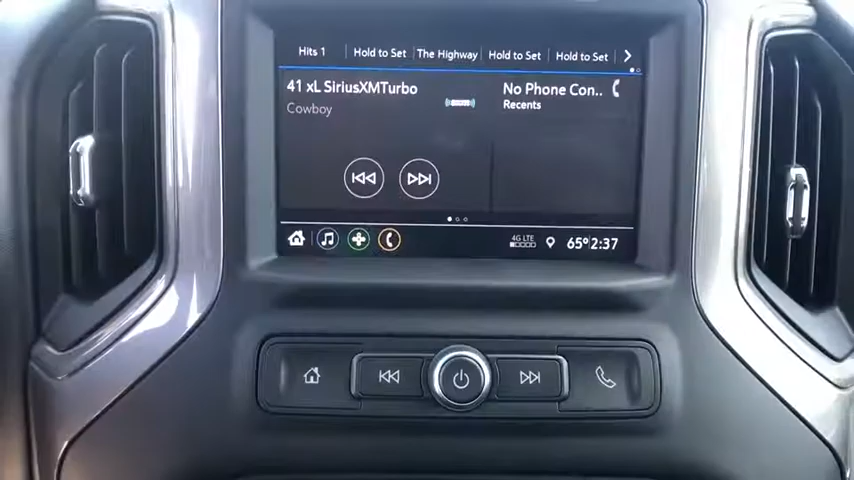 Hits 1 Hold to Set The Highway Hold to Set Hold to Set
41 xL SiriusXMTurbo
Cowboy
No Phone Con..
Recents
4G LTE
65° 2:37